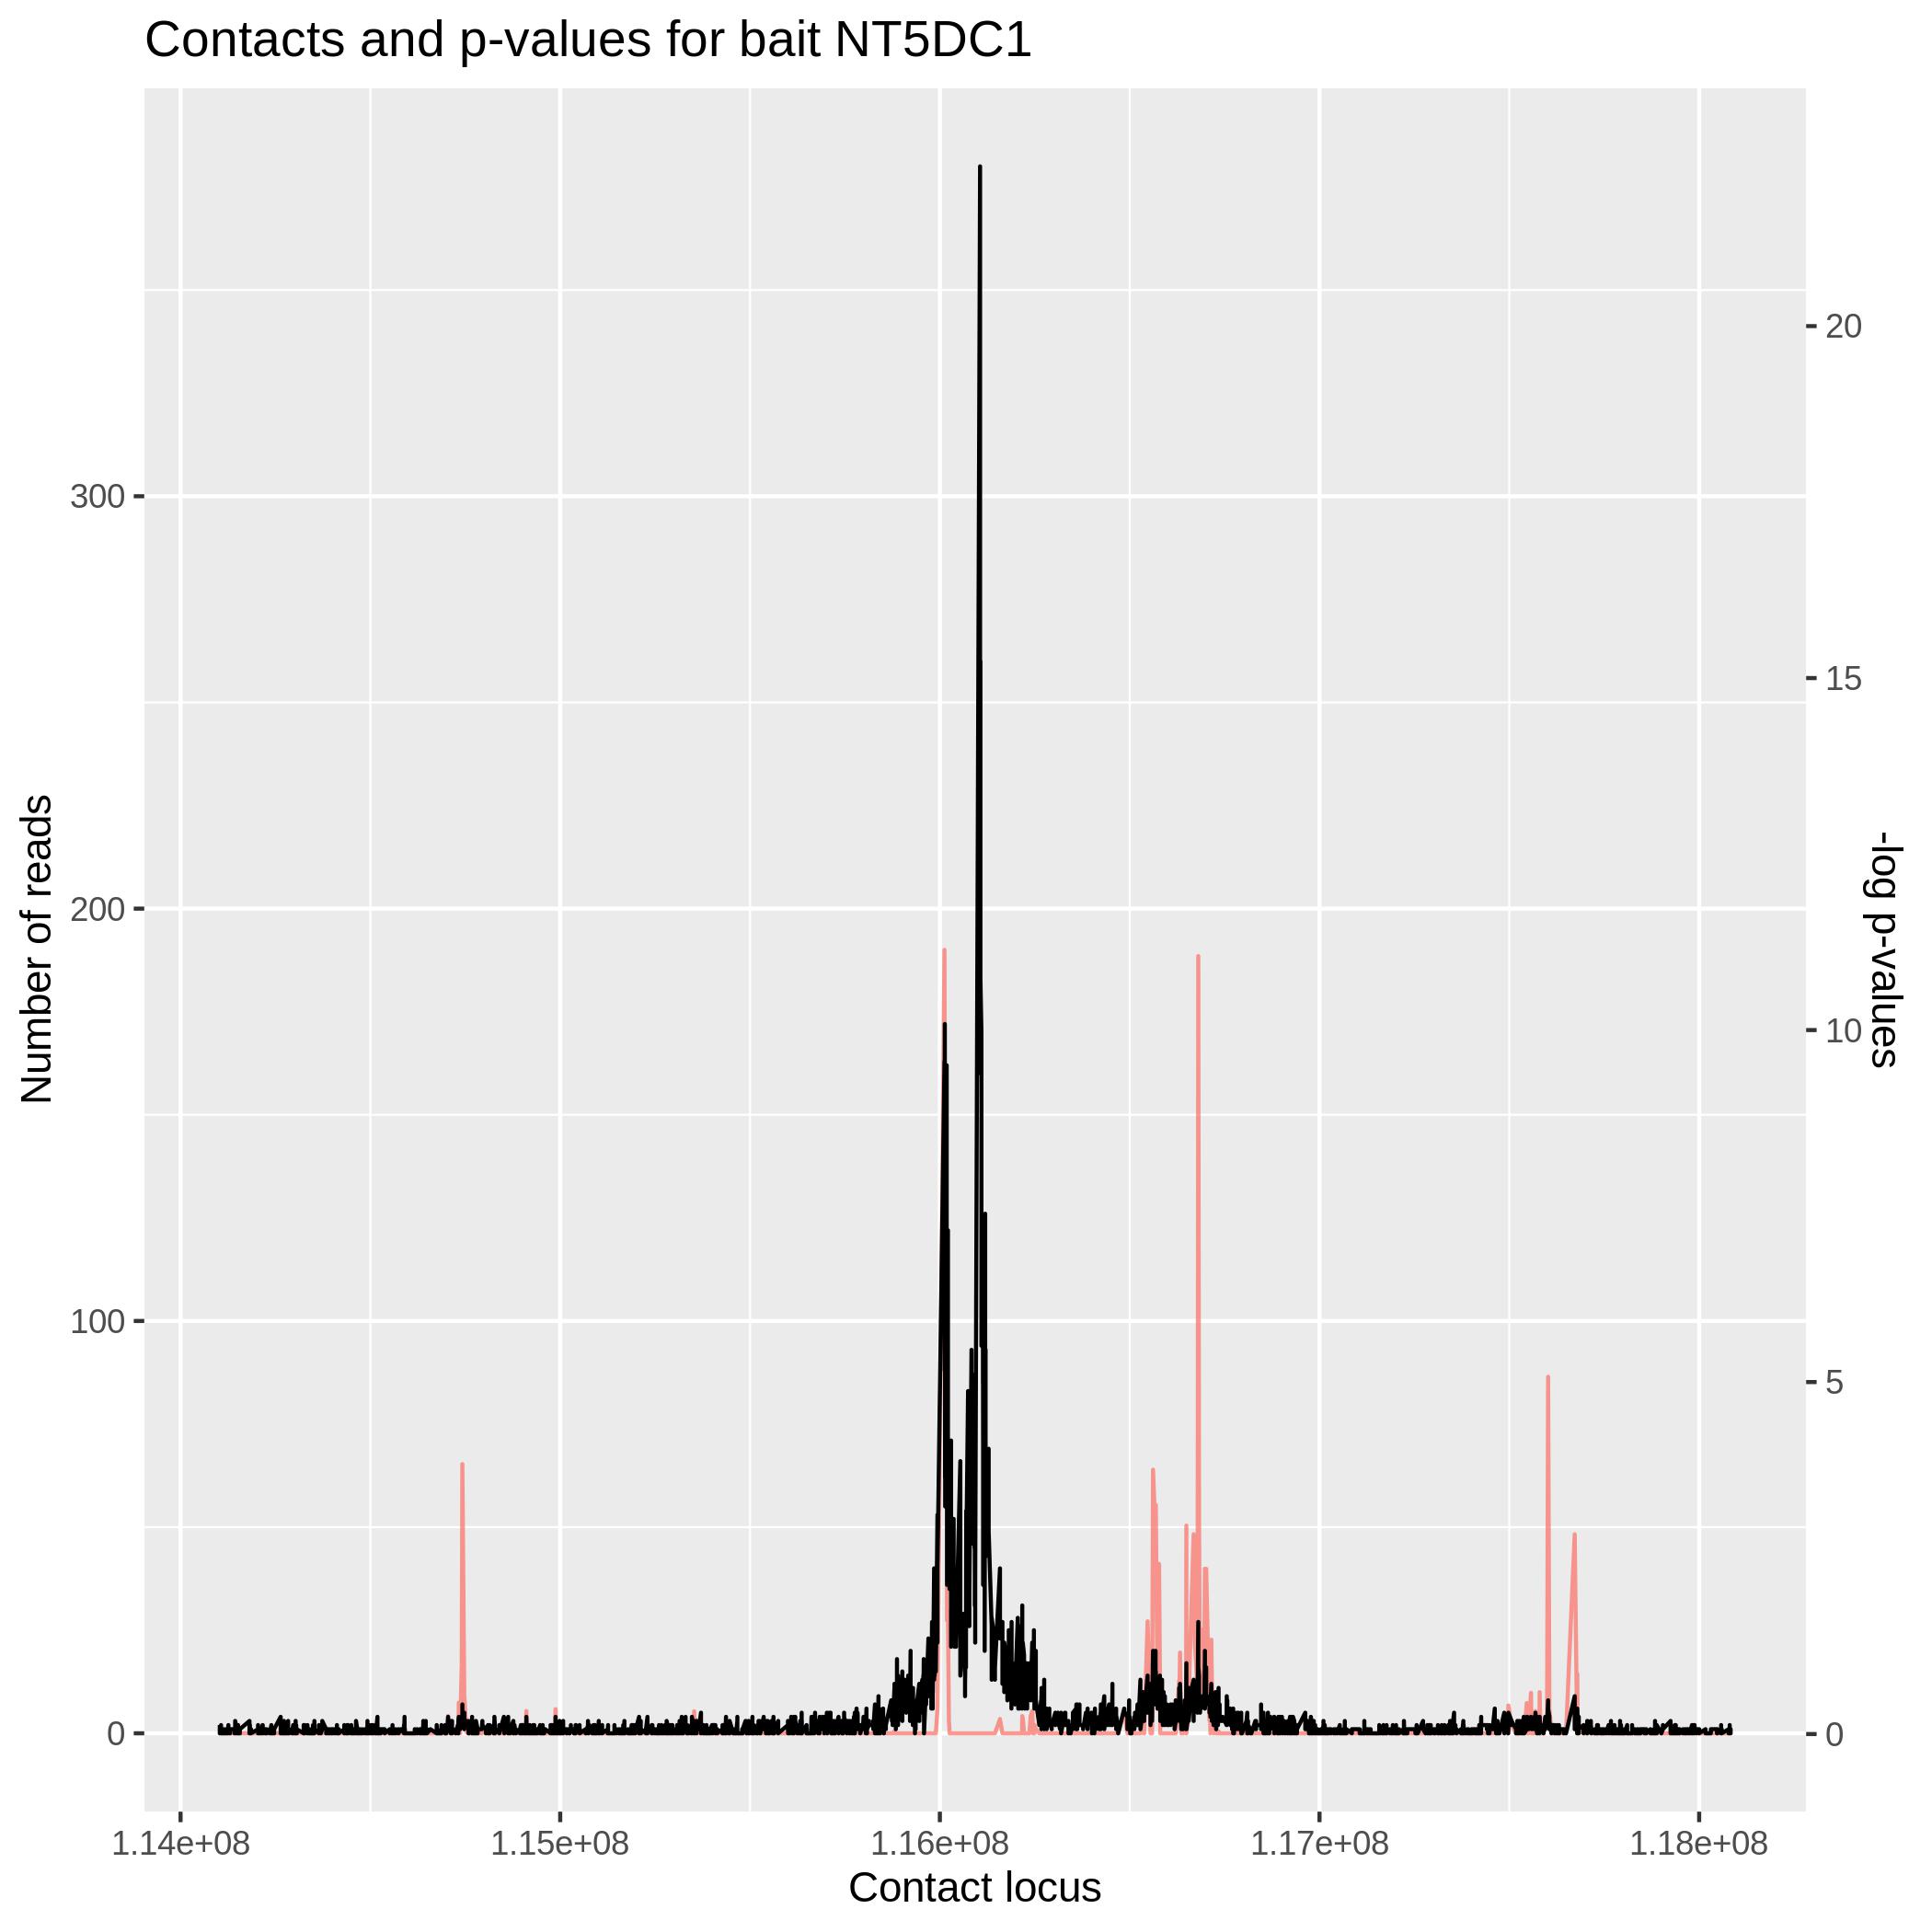 Contacts and p-values for bait NT5DC1
Number of reads
300
200
100
0
20
15
10
5
0
-log p-values
1.14e+08
1.15e+08
1.16e+08
1.17e+08
1.18e+08
Contact locus